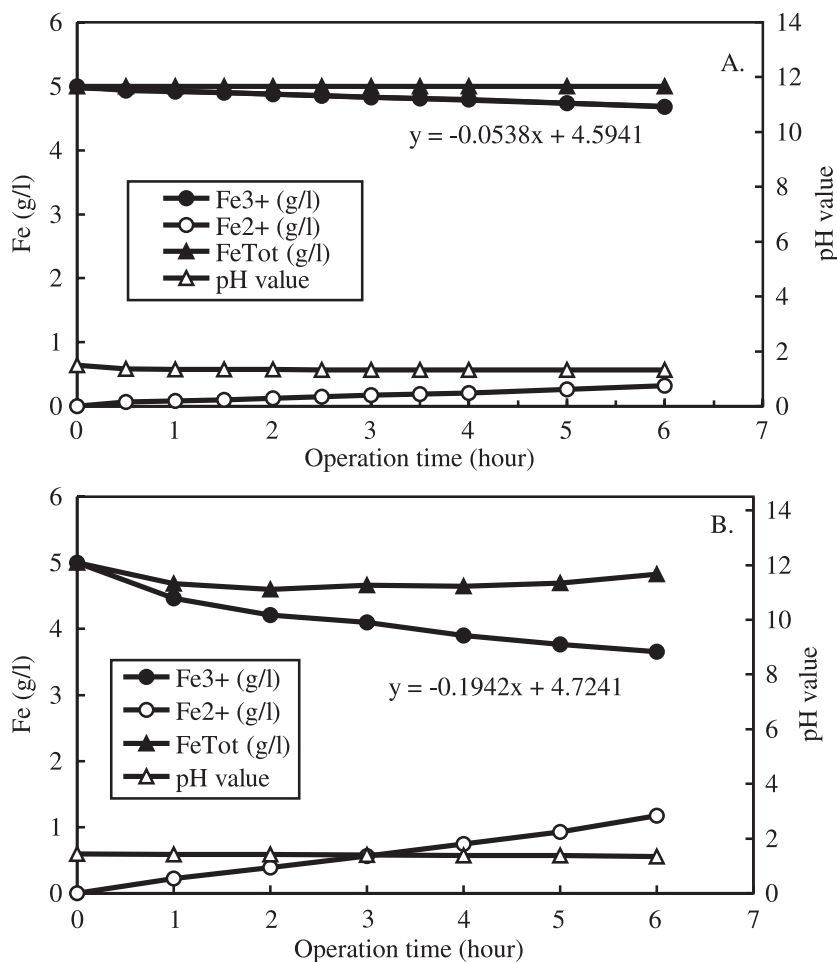 6
5
4
3
2
1
0
Fe (g/l)
14
12
10
8
6
4
2
0
pH value
A.
y = -0.0538x + 4.5941
Fe3+ (g/l)
Fe2+ (g/l)
FeTot (g/l)
pH value
0 1 2 3 4 5 6 7
Operation time (hour)
6
5
4
3
2
1
0
Fe (g/l)
14
12
10
8
6
4
2
0
pH value
B.
y = -0.1942x + 4.7241
Fe3+ (g/l)
Fe2+ (g/l)
FeTot (g/l)
pH value
0 1 2 3 4 5 6 7
Operation time (hour)